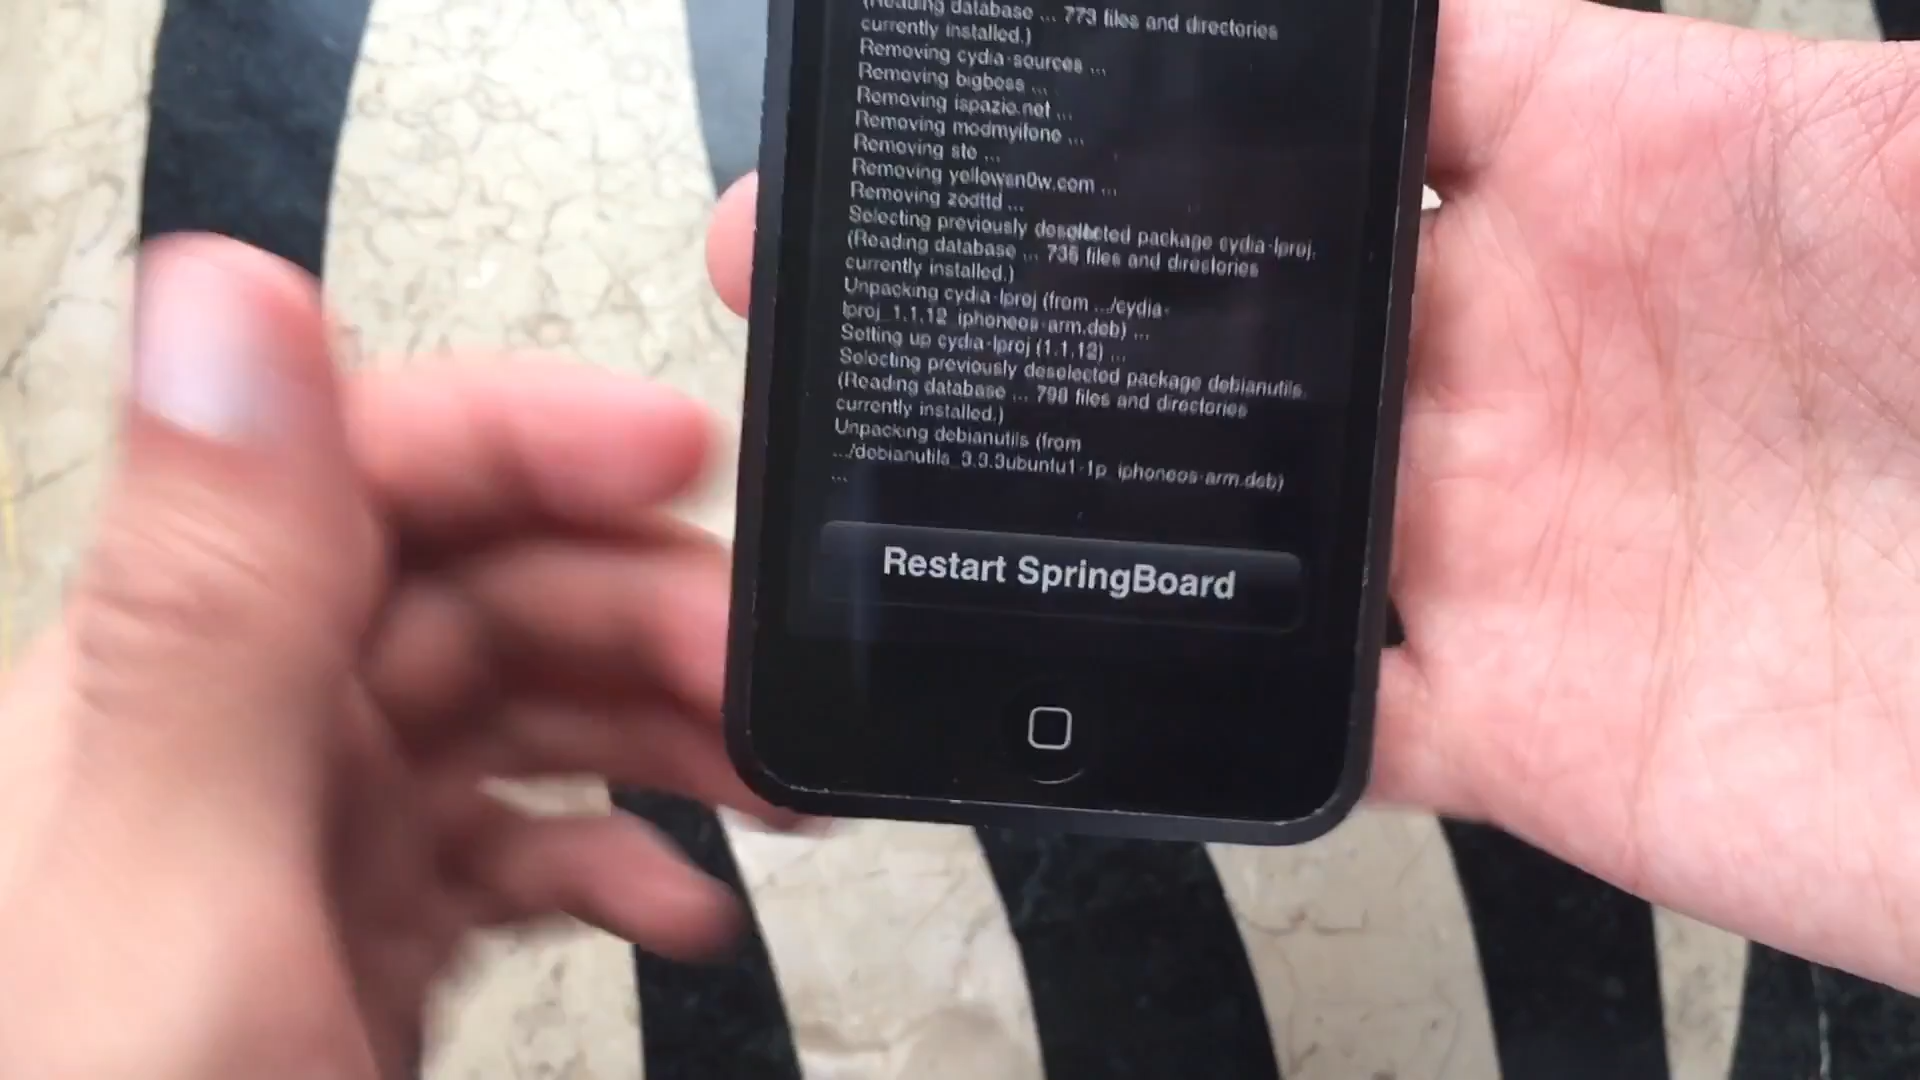 (Reading database ... 773 files and directories
currently installed.)
Removing cydia-sources ...
Removing bigboss ...
Removing ispazio.net ...
Removing modmyifone ...
Removing ste ...
Removing yellowsn0w.com ...
Removing zodttd ...
Selecting previously deselected package cydia-lproj.
(Reading database ... 736 files and directories
currently installed.)
Unpacking cydia-lproj (from .../cydia-
lproj_1.1.12_iphoneos-arm.deb) ...
Setting up cydia-lproj (1.1.12) ...
Selecting previously deselected package debianutils.
(Reading database ... 798 files and directories
currently installed.)
Unpacking debianutils (from
.../debianutils_3.3.3ubuntu1-1p_iphoneos-arm.deb)
...
Restart SpringBoard